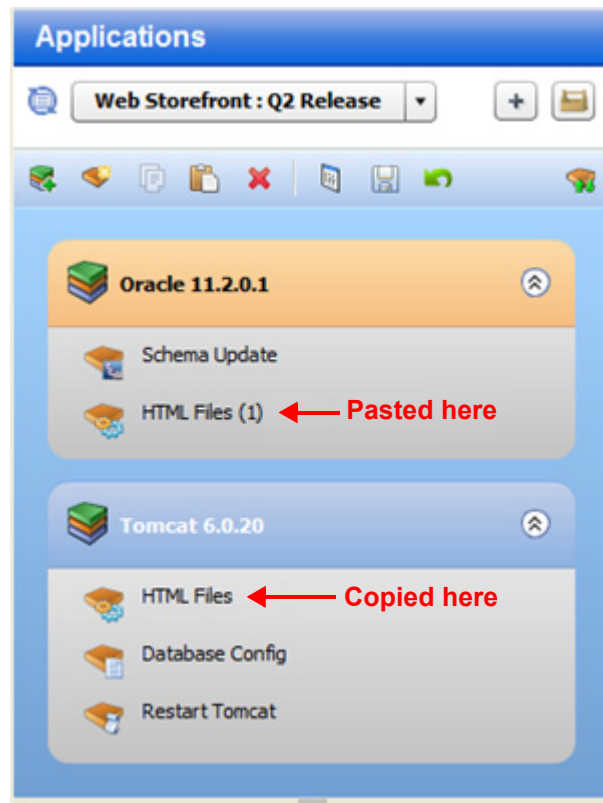 Applications
Web Storefront : Q2 Release
Oracle 11.2.0.1
Schema Update
HTML Files (1) Pasted here
Tomcat 6.0.20
HTML Files Copied here
Database Config
Restart Tomcat